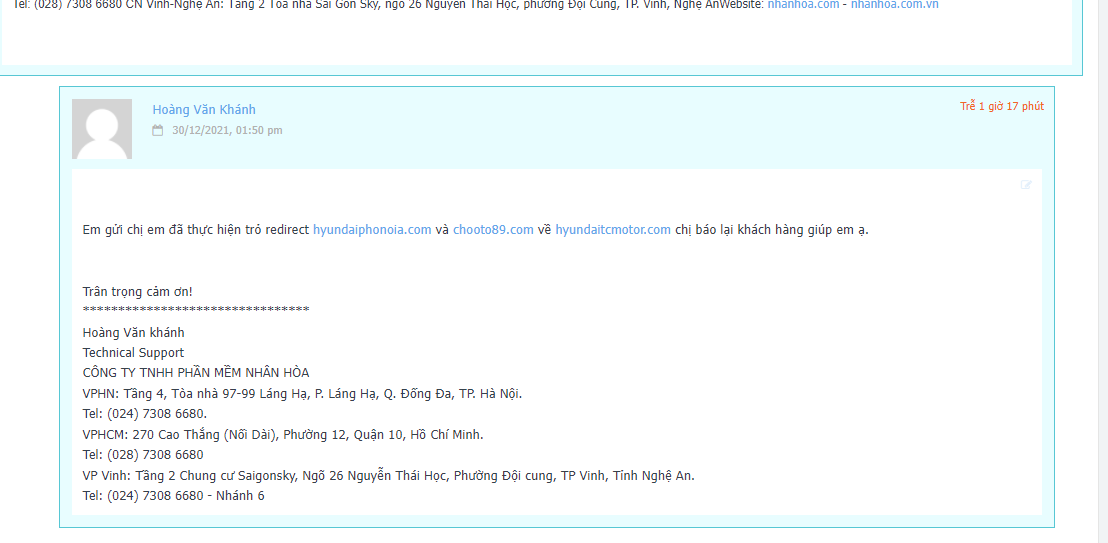 Tel: (028) 7308 6680 CN Vinh-Nghệ An: Tầng 2 Tòa nhà Sài Gòn Sky, ngõ 26 Nguyễn Thái Học, phường Đội Cung, TP. Vinh, Nghệ AnWebsite: nhanhoa.com - nhanhoa.com.vn
Hoàng Văn Khánh
Trễ 1 giờ 17 phút
30/12/2021, 01:50 pm
Em gửi chị em đã thực hiện trỏ redirect hyundaiphonoia.com và chooto89.com về hyundaitcmotor.com chị báo lại khách hàng giúp em ạ.
Trân trọng cảm ơn!
********************************
Hoàng Văn khánh
Technical Support
CÔNG TY TNHH PHẦN MỀM NHÂN HÒA
VPHN: Tầng 4, Tòa nhà 97-99 Láng Hạ, P. Láng Hạ, Q. Đống Đa, TP. Hà Nội.
Tel: (024) 7308 6680.
VPHCM: 270 Cao Thắng (Nối Dài), Phường 12, Quận 10, Hồ Chí Minh.
Tel: (028) 7308 6680
VP Vinh: Tầng 2 Chung cư Saigonsky, Ngõ 26 Nguyễn Thái Học, Phường Đội cung, TP Vinh, Tỉnh Nghệ An.
Tel: (024) 7308 6680 - Nhánh 6